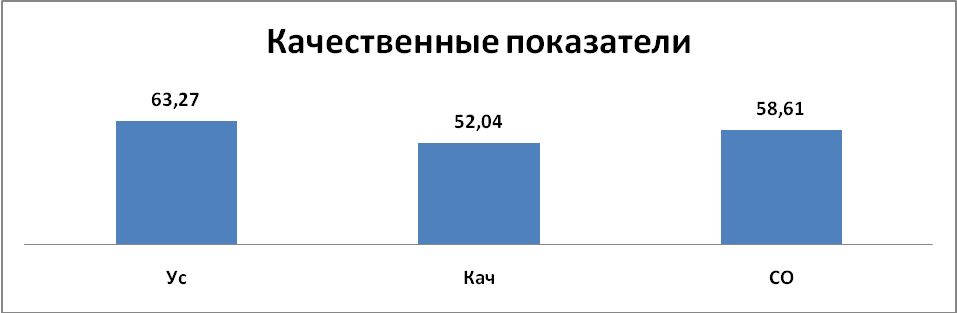 Качественные показатели
63,27
52,04
58,61
Ус
Кач
СО